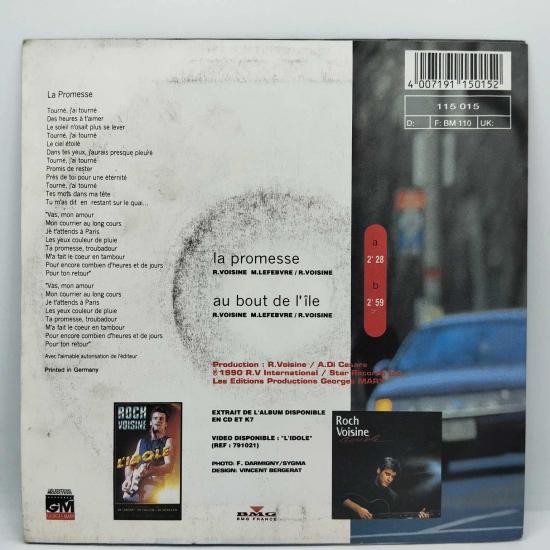 La Promesse
Tourné, j'ai tourné
Des heures à t'aimer
Le soleil n'osait plus se lever
Tourné, j'ai tourné
Le ciel étoilé
Dans tes yeux, j'aurais presque pleuré
Tourné, j'ai tourné
Promis de rester
Près de toi pour une éternité
Tourné, j'ai tourné
Tes mots dans ma tête
Tu m'as dit en restant sur le quai...
"Vas, mon amour
Mon courrier au long cours
Je t'attends à Paris
Les yeux couleur de pluie
Ta promesse, troubadour
M'a fait le coeur en tambour
Pour encore combien d'heures et de jours
Pour ton retour"
"Vas, mon amour
Mon courrier au long cours
Je t'attends à Paris
Les yeux couleur de pluie
Ta promesse, troubadour
M'a fait le coeur en tambour
Pour encore combien d'heures et de jours
Pour ton retour"
Avec l'aimable autorisation de l'éditeur
Printed in Germany
4 007191 150152
115 015
D: F: BM 110 UK:
la promesse
R.VOISINE M.LEFEBVRE / R.VOISINE
au bout de l'île
R.VOISINE M.LEFEBVRE / R.VOISINE
a
2' 28
b
2' 59
Production : R.Voisine / A.Di Cesare
℗ 1990 R.V International / Star Records
Les Editions Productions Georges MARY
EXTRAIT DE L'ALBUM DISPONIBLE
EN CD ET K7
VIDEO DISPONIBLE : "L'IDOLE"
(REF : 791021)
PHOTO: F. DARMIGNY/SYGMA
DESIGN: VINCENT BERGERAT
ROCH
VOISINE
L'IDOLE
Roch
Voisine
Hélène
GM
GEORGES MARY
BMG
BMG FRANCE